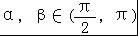 α, β∈(π/2, π)